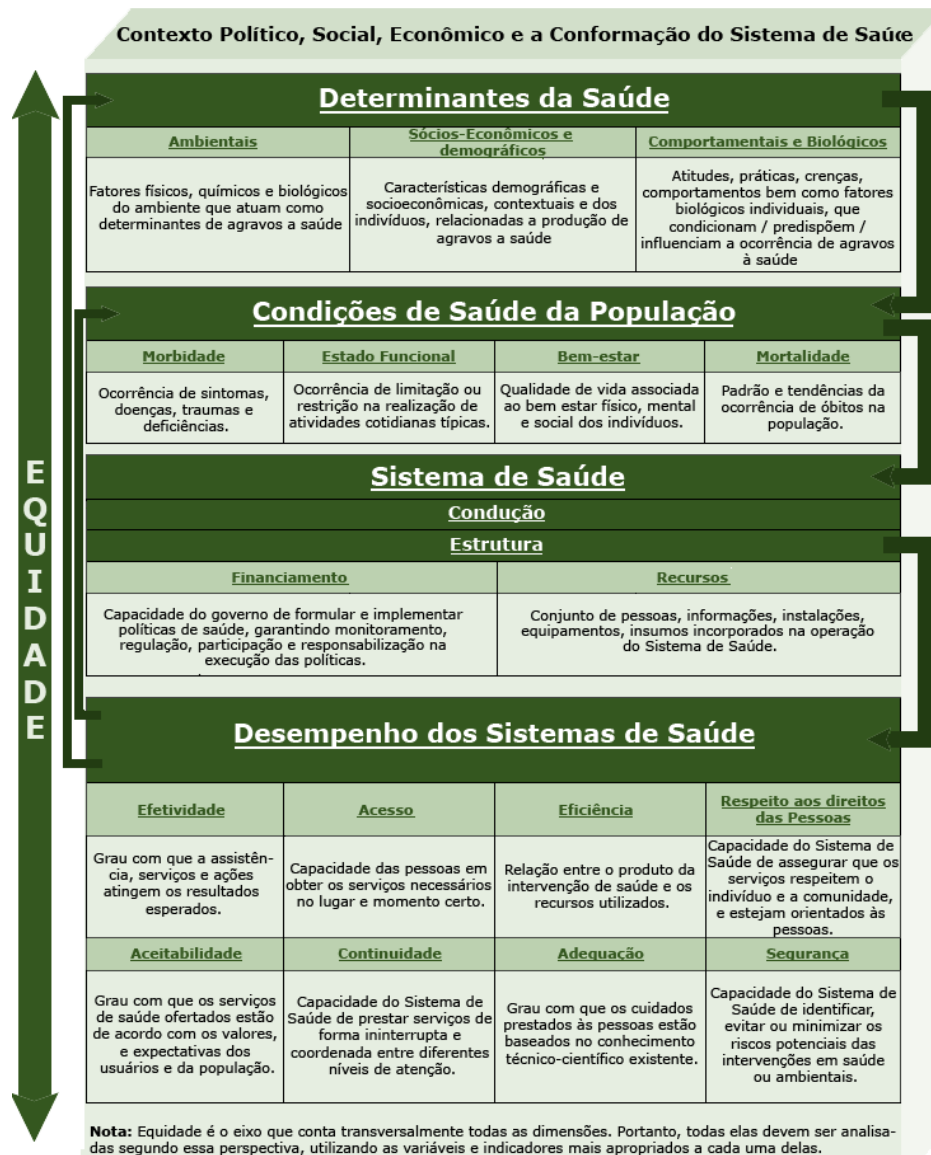 Contexto Político, Social, Econômico e a Conformação do Sistema de Saúde
EQUIDADE
Determinantes da Saúde
Ambientais
Fatores físicos, químicos e biológicos
do ambiente que atuam como
determinantes de agravos a saúde
Sócios-Econômicos e
demográficos
Características demográficas e
socioeconômicas, contextuais e dos
indivíduos, relacionadas a produção de
agravos a saúde
Comportamentais e Biológicos
Atitudes, práticas, crenças,
comportamentos bem como fatores
biológicos individuais, que
condicionam / predispõem /
influenciam a ocorrência de agravos
à saúde
Condições de Saúde da População
Morbidade
Ocorrência de sintomas,
doenças, traumas e
deficiências.
Estado Funcional
Ocorrência de limitação ou
restrição na realização de
atividades cotidianas típicas.
Bem-estar
Qualidade de vida associada
ao bem estar físico, mental
e social dos indivíduos.
Mortalidade
Padrão e tendências da
ocorrência de óbitos na
população.
Sistema de Saúde
Condução
Estrutura
Financiamento
Capacidade do governo de formular e implementar
políticas de saúde, garantindo monitoramento,
regulação, participação e responsabilização na
execução das políticas.
Recursos
Conjunto de pessoas, informações, instalações,
equipamentos, insumos incorporados na operação
do Sistema de Saúde.
Desempenho dos Sistemas de Saúde
Efetividade
Grau com que a assistên-
cia, serviços e ações
atingem os resultados
esperados.
Acesso
Capacidade das pessoas em
obter os serviços necessários
no lugar e momento certo.
Eficiência
Relação entre o produto da
intervenção de saúde e os
recursos utilizados.
Respeito aos direitos
das Pessoas
Capacidade do Sistema de
Saúde de assegurar que os
serviços respeitem o
indivíduo e a comunidade,
e estejam orientados às
pessoas.
Aceitabilidade
Grau com que os serviços
de saúde ofertados estão
de acordo com os valores,
e expectativas dos
usuários e da população.
Continuidade
Capacidade do Sistema de
Saúde de prestar serviços de
forma ininterrupta e
coordenada entre diferentes
níveis de atenção.
Adequação
Grau com que os cuidados
prestados às pessoas estão
baseados no conhecimento
técnico-científico existente.
Segurança
Capacidade do Sistema de
Saúde de identificar,
evitar ou minimizar os
riscos potenciais das
intervenções em saúde
ou ambientais.
Nota: Equidade é o eixo que conta transversalmente todas as dimensões. Portanto, todas elas devem ser analisa-
das segundo essa perspectiva, utilizando as variáveis e indicadores mais apropriados a cada uma delas.